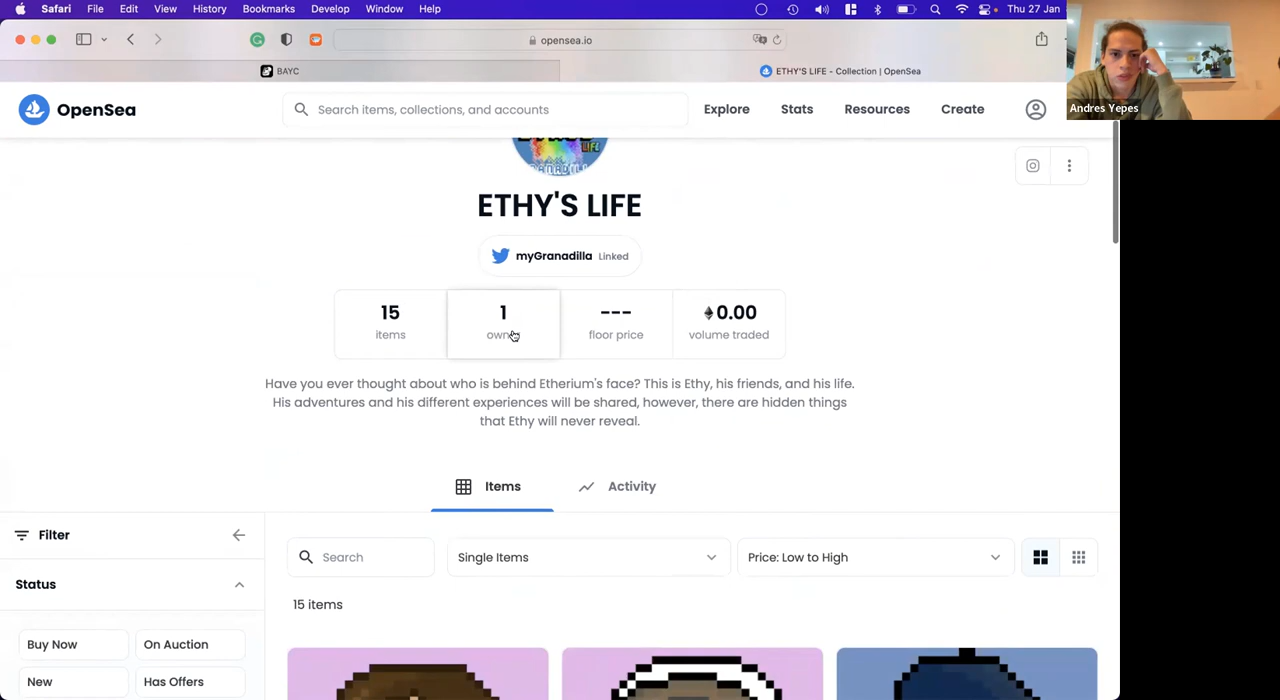 Safari File Edit View History Bookmarks Develop Window Help Thu 27 Jan
opensea.io
BAYC
ETHY'S LIFE - Collection | OpenSea
Andres Yepes
OpenSea
Search items, collections, and accounts
Explore Stats Resources Create
ETHY'S LIFE
myGranadilla Linked
15 1 --- 0.00
items floor price volume traded
Have you ever thought about who is behind Etherium's face? This is Ethy, his friends, and his life.
His adventures and his different experiences will be shared, however, there are hidden things
that Ethy will never reveal.
Items Activity
Filter
Search Single Items Price: Low to High
Status
15 items
Buy Now On Auction
New Has Offers